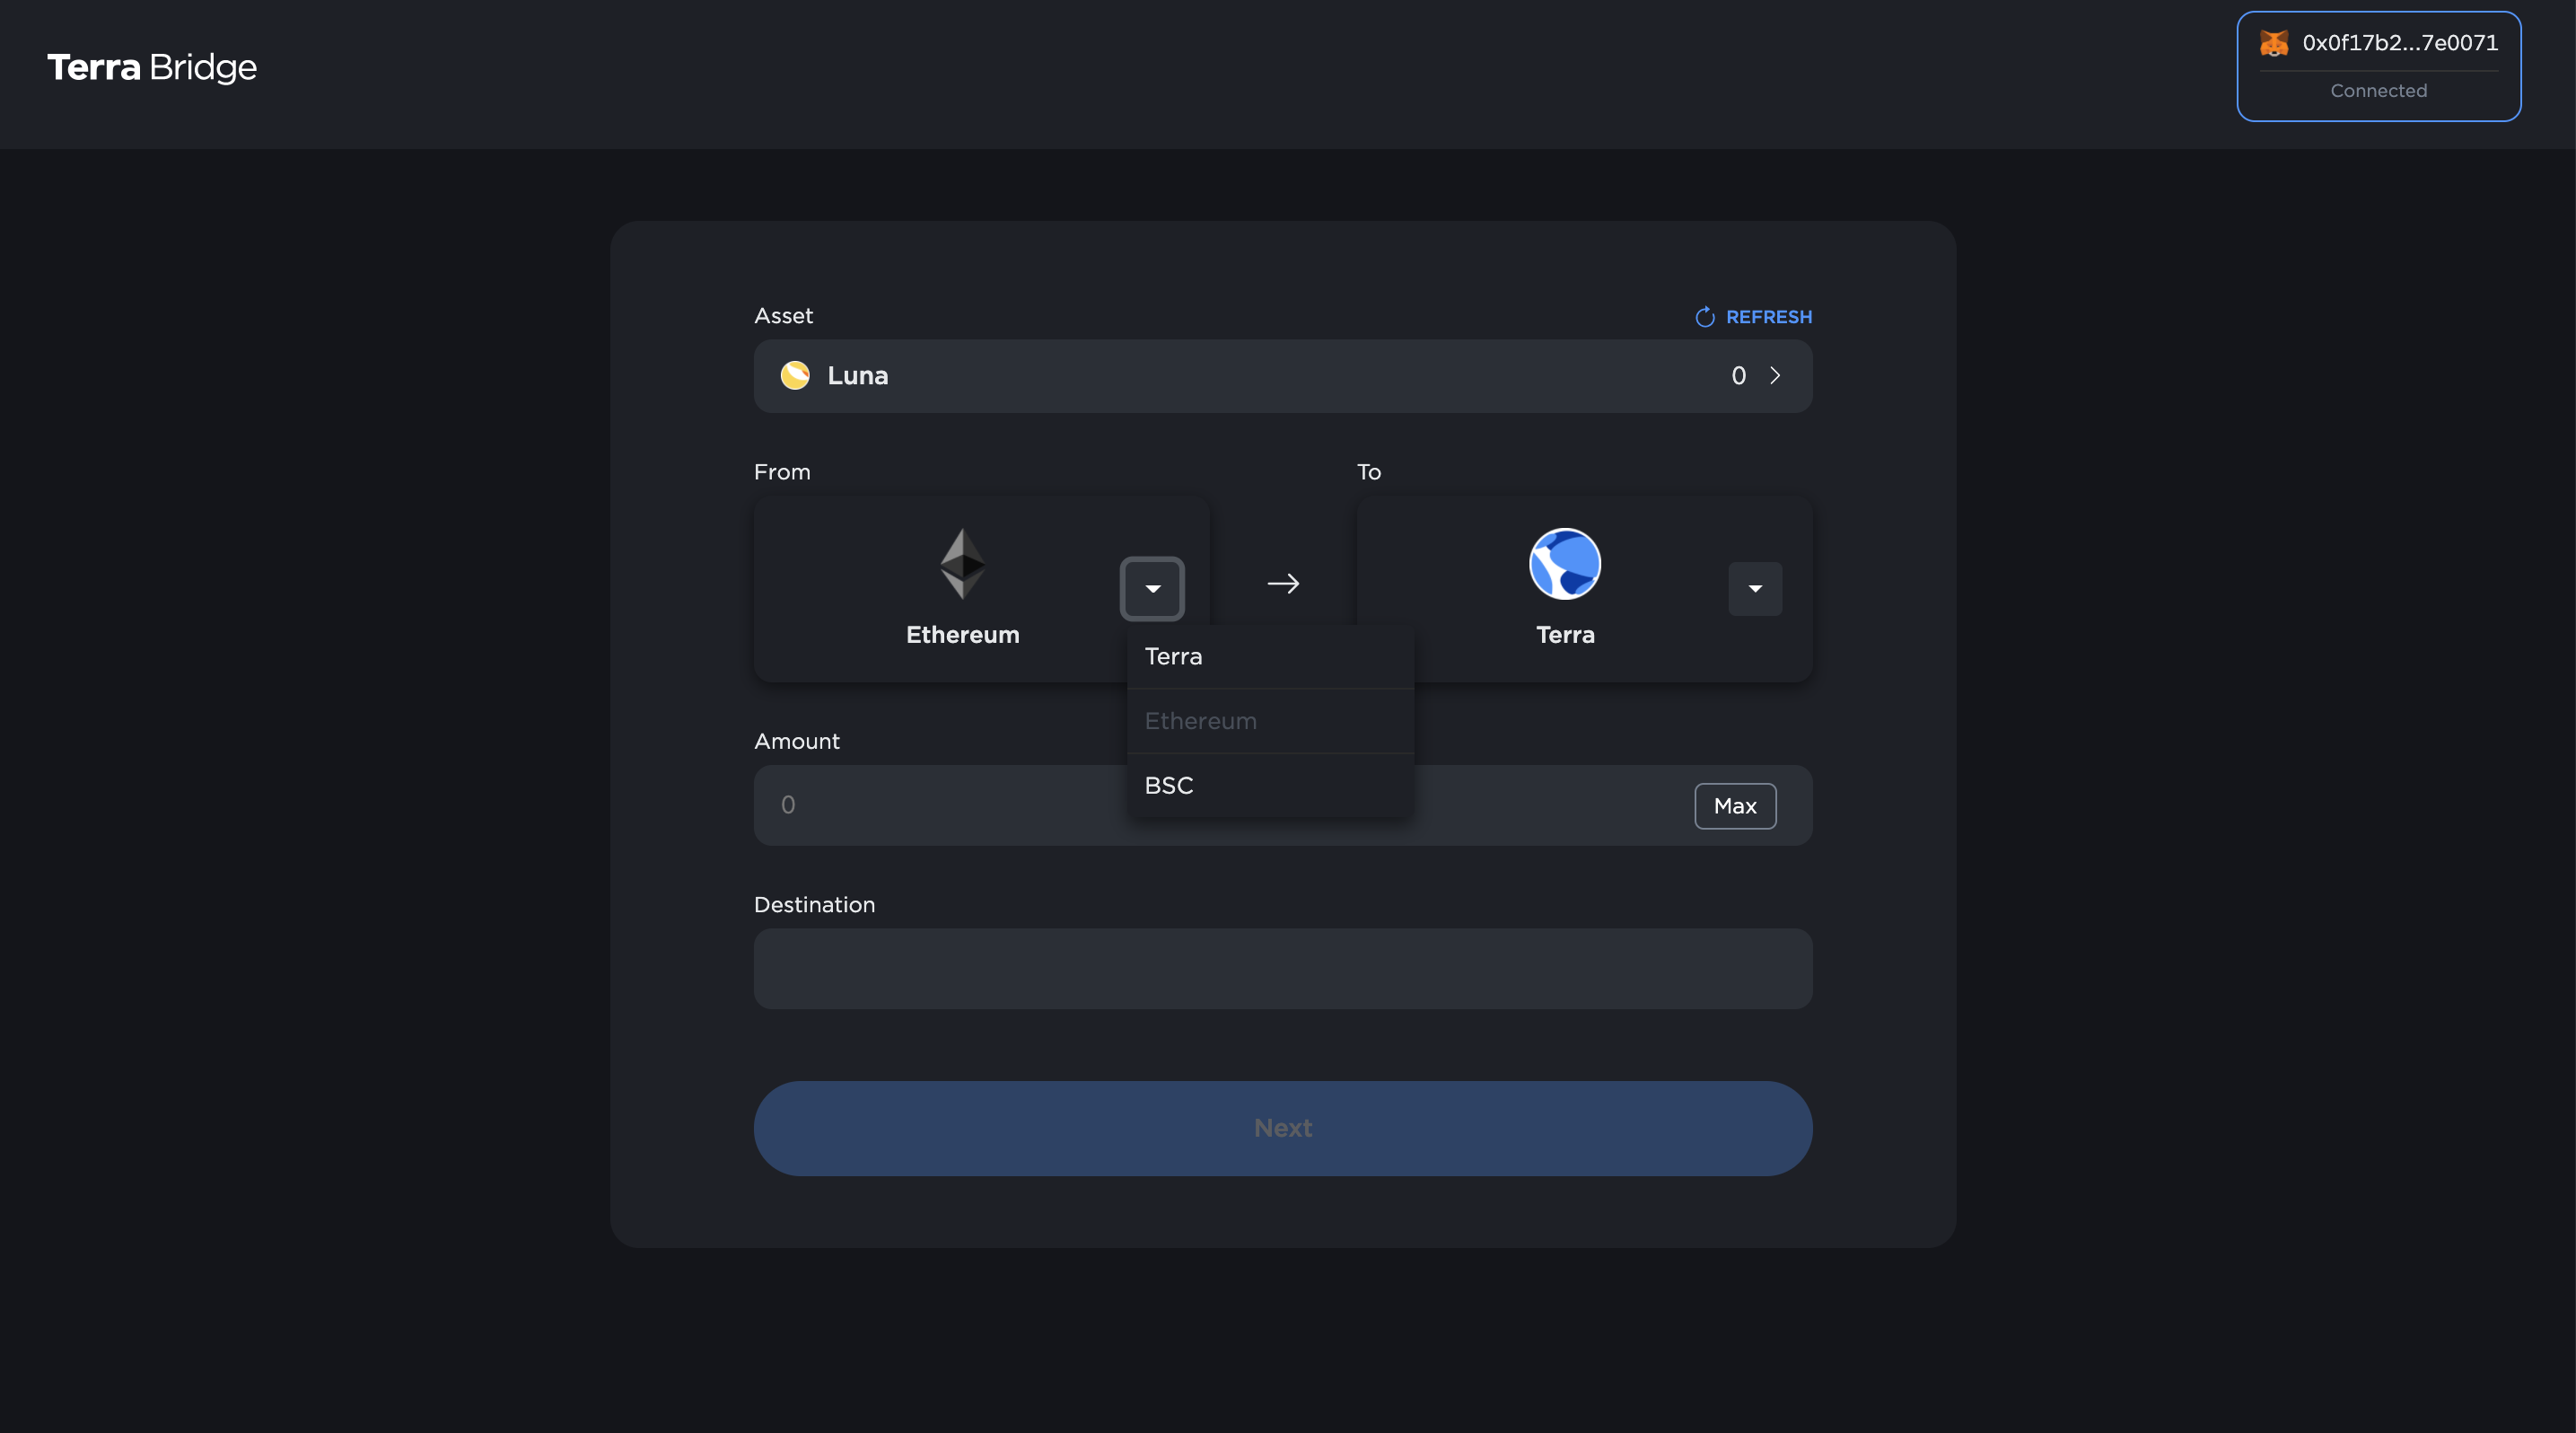 Terra Bridge
0x0f17b2...7e0071
Connected
Asset
REFRESH
Luna
0
From
To
Ethereum
Terra
Terra
Ethereum
BSC
Amount
0
Max
Destination
Next